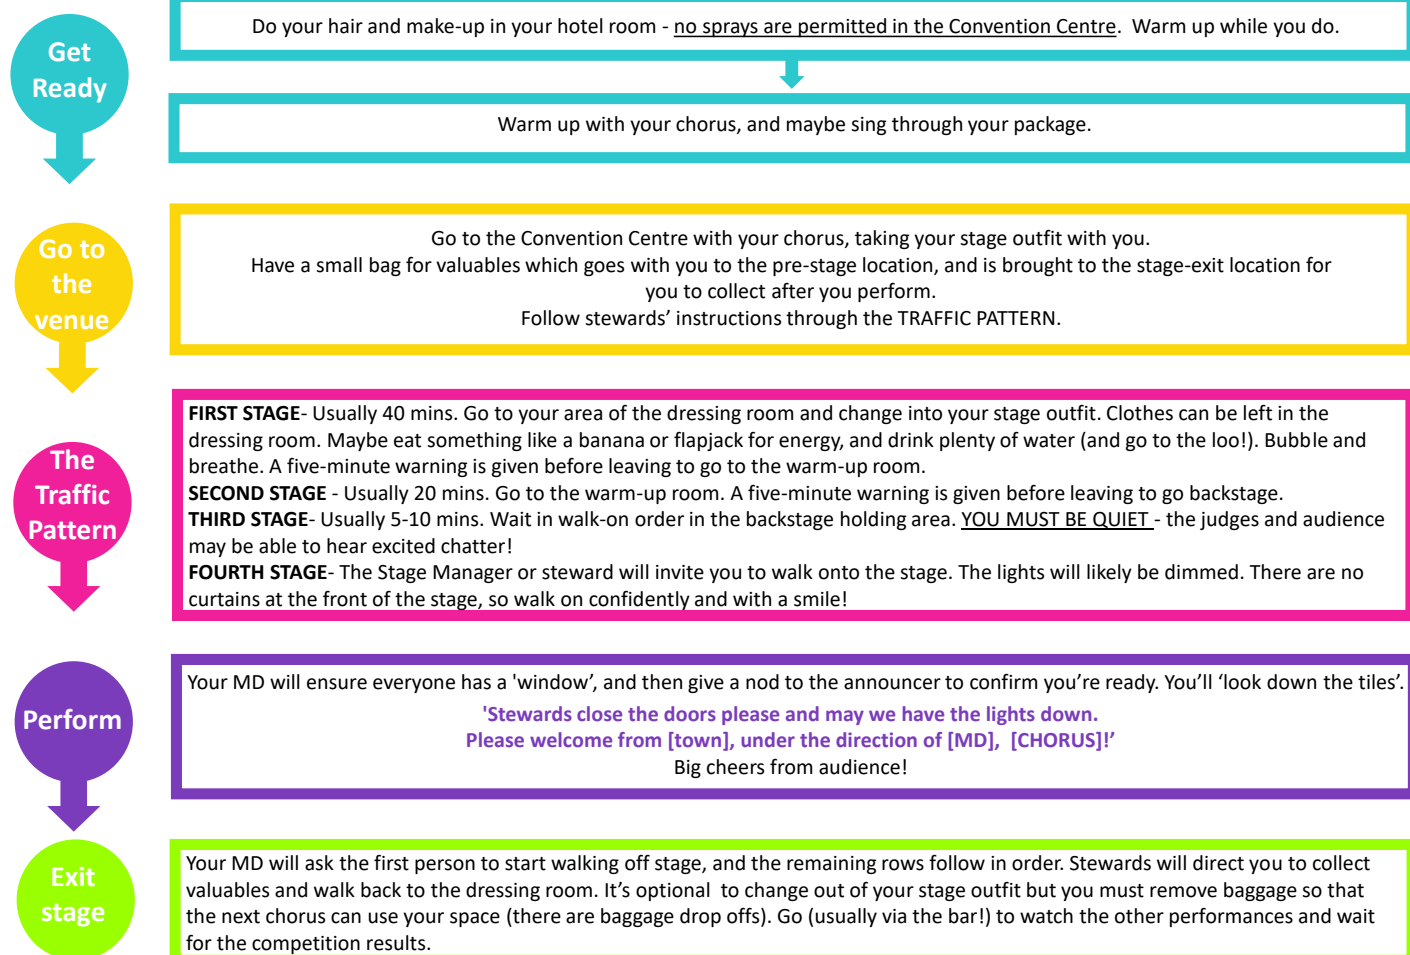 Get
Ready
Do your hair and make-up in your hotel room - no sprays are permitted in the Convention Centre.  Warm up while you do.
Warm up with your chorus, and maybe sing through your package.
Go to
the
venue
Go to the Convention Centre with your chorus, taking your stage outfit with you.
Have a small bag for valuables which goes with you to the pre-stage location, and is brought to the stage-exit location for
you to collect after you perform.
Follow stewards’ instructions through the TRAFFIC PATTERN.
The
Traffic
Pattern
FIRST STAGE- Usually 40 mins. Go to your area of the dressing room and change into your stage outfit. Clothes can be left in the
dressing room. Maybe eat something like a banana or flapjack for energy, and drink plenty of water (and go to the loo!). Bubble and
breathe. A five-minute warning is given before leaving to go to the warm-up room.
SECOND STAGE - Usually 20 mins. Go to the warm-up room. A five-minute warning is given before leaving to go backstage.
THIRD STAGE- Usually 5-10 mins. Wait in walk-on order in the backstage holding area. YOU MUST BE QUIET - the judges and audience
may be able to hear excited chatter!
FOURTH STAGE- The Stage Manager or steward will invite you to walk onto the stage. The lights will likely be dimmed. There are no
curtains at the front of the stage, so walk on confidently and with a smile!
Perform
Your MD will ensure everyone has a 'window’, and then give a nod to the announcer to confirm you’re ready. You’ll ‘look down the tiles’.
'Stewards close the doors please and may we have the lights down.
Please welcome from [town], under the direction of [MD],  [CHORUS]!’
Big cheers from audience!
Exit
stage
Your MD will ask the first person to start walking off stage, and the remaining rows follow in order. Stewards will direct you to collect
valuables and walk back to the dressing room. It’s optional  to change out of your stage outfit but you must remove baggage so that
the next chorus can use your space (there are baggage drop offs). Go (usually via the bar!) to watch the other performances and wait
for the competition results.